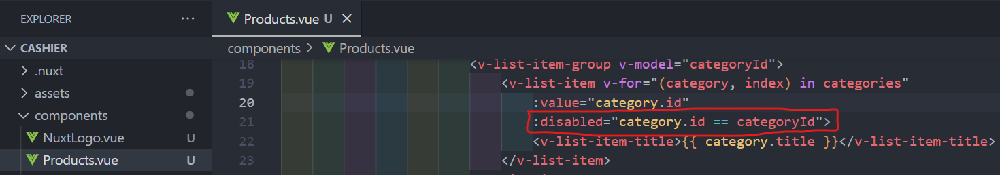 EXPLORER ...
Products.vue U
CASHIER
components > Products.vue
.nuxt
assets
components
NuxtLogo.vue U
Products.vue U
18 <v-list-item-group v-model="categoryId">
19 <v-list-item v-for="(category, index) in categories"
20 :value="category.id"
21 :disabled="category.id == categoryId">
22 <v-list-item-title>{{ category.title }}</v-list-item-title>
23 </v-list-item>